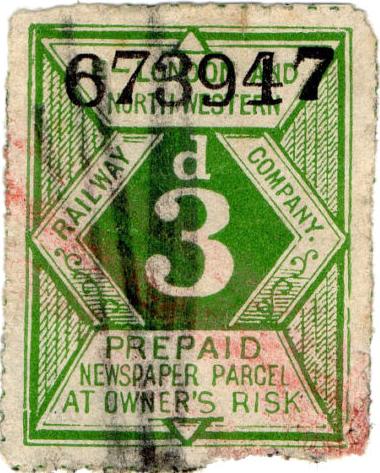 673947
LONDON AND
NORTH WESTERN
RAILWAY
COMPANY.
d
3
PREPAID
NEWSPAPER PARCEL
AT OWNER'S RISK